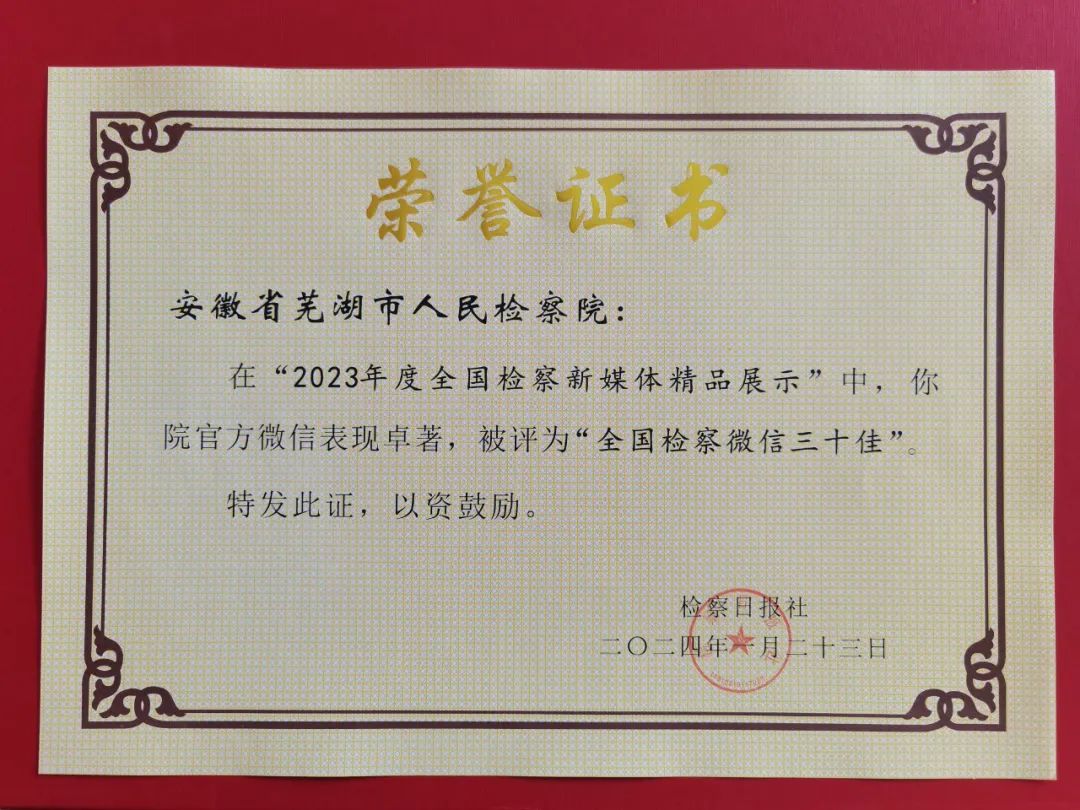 荣誉证书
安徽省芜湖市人民检察院：
在“2023年度全国检察新媒体精品展示”中，你
院官方微信表现卓著，被评为“全国检察微信三十佳”。
特发此证，以资鼓励。
检察日报社
二〇二四年一月二十三日